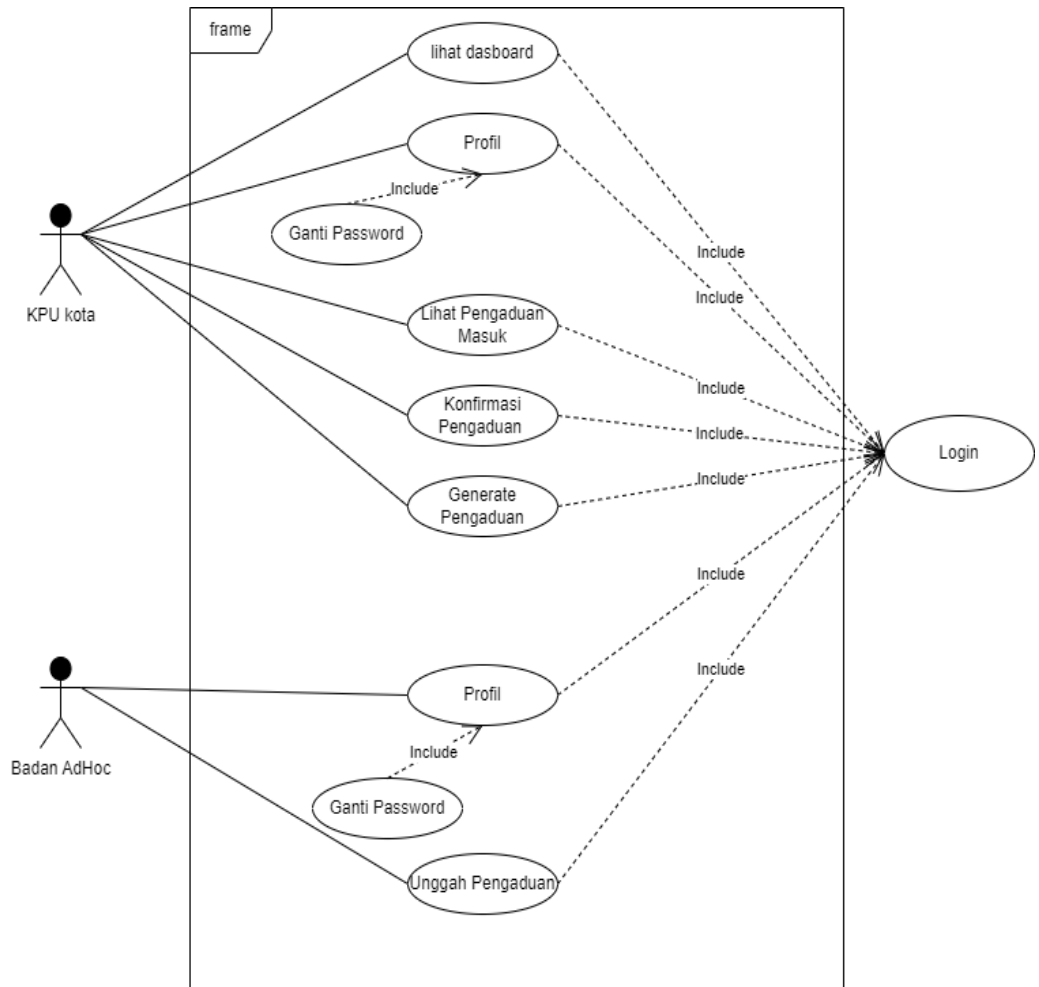 frame
lihat dasboard
Profil
Include
Ganti Password
Include
Include
KPU kota
Lihat Pengaduan
Masuk
Include
Konfirmasi
Pengaduan
Include
Login
Generate
Pengaduan
Include
Include
Badan AdHoc
Profil
Include
Include
Ganti Password
Unggah Pengaduan